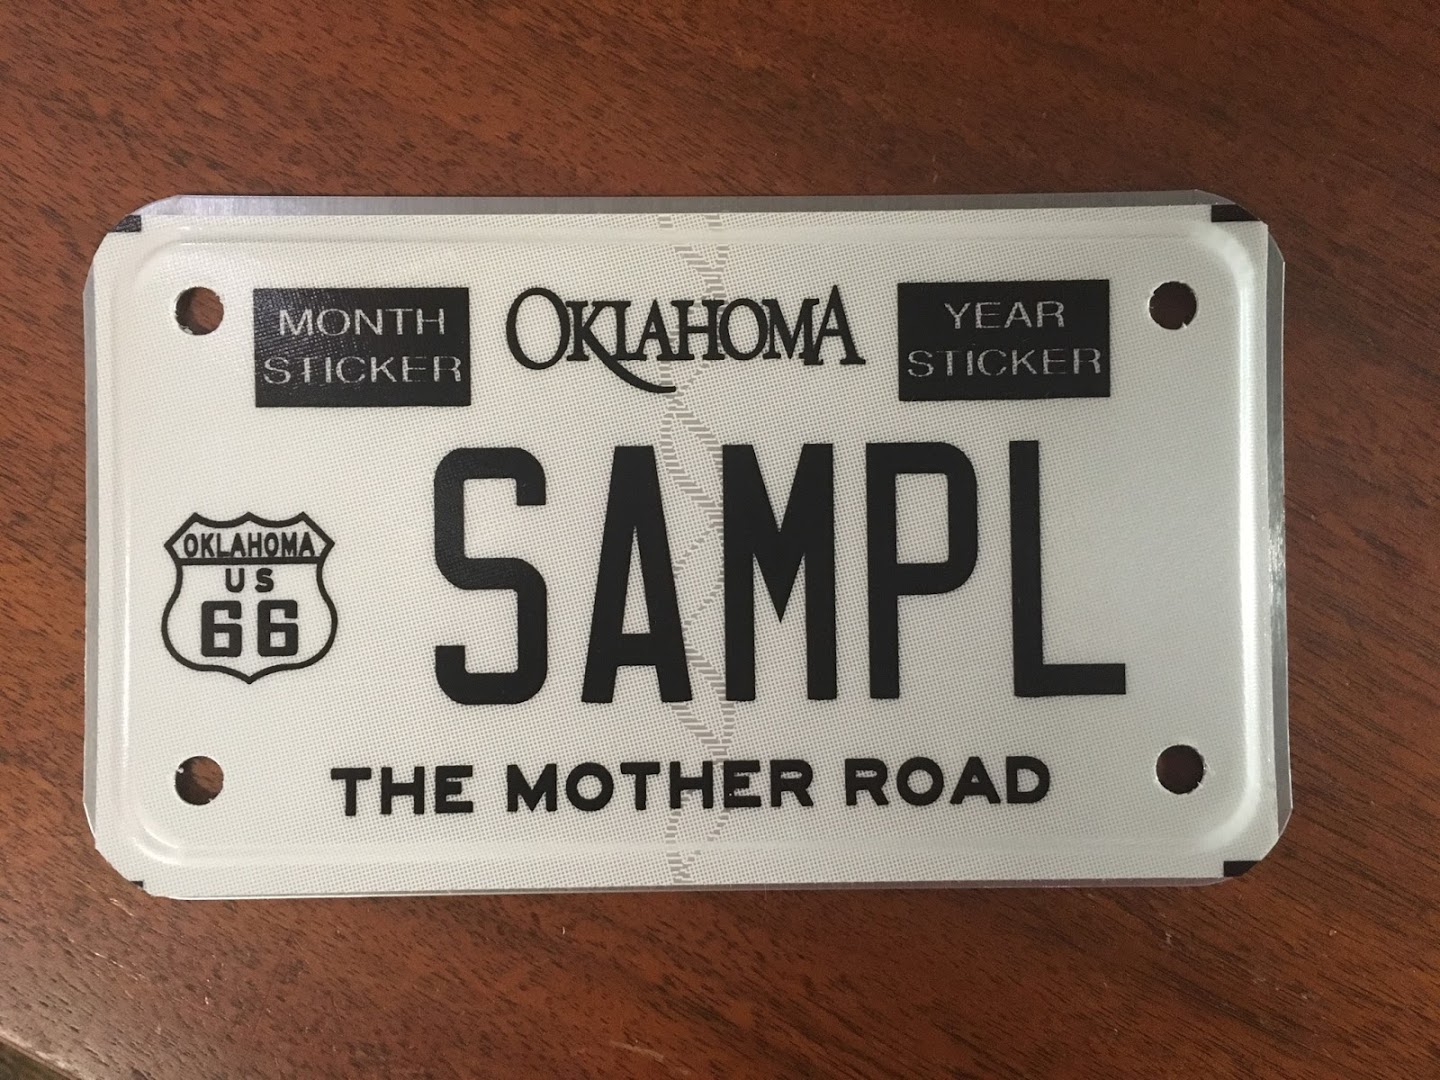 MONTH
STICKER
OKLAHOMA
YEAR
STICKER
SAMPL
OKLAHOMA
US
66
THE MOTHER ROAD